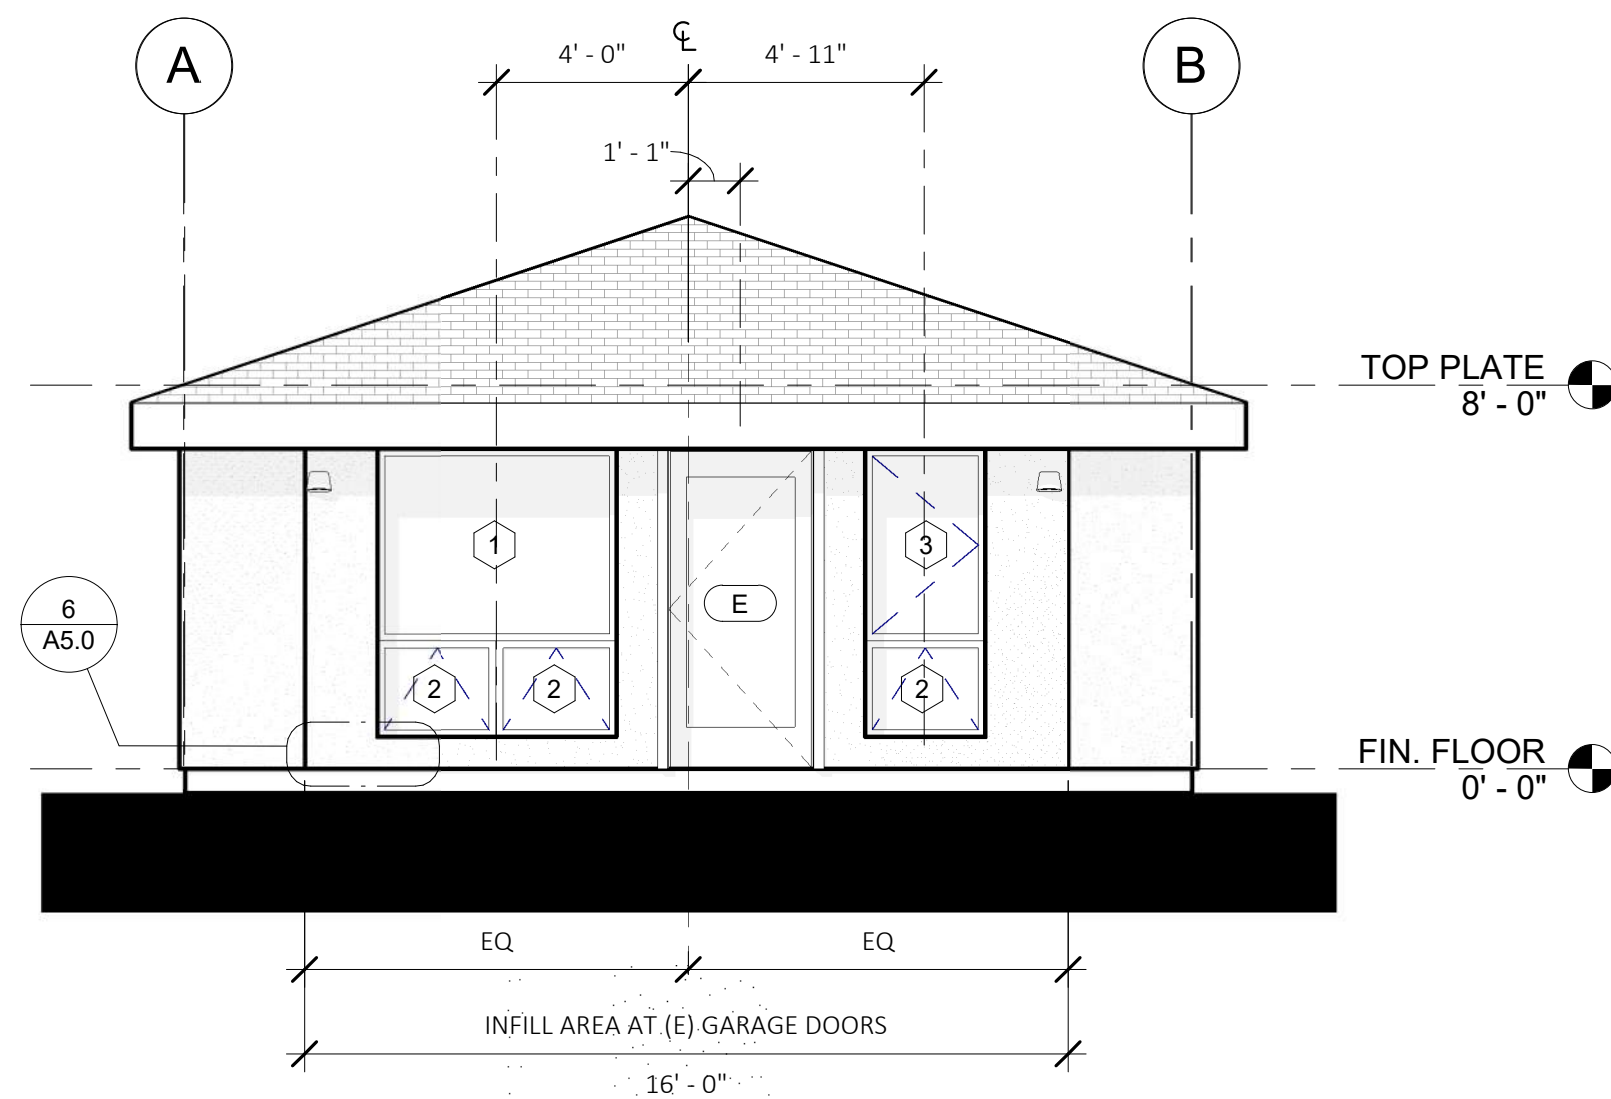 A
4' - 0"
℄
4' - 11"
B
1' - 1"
TOP PLATE
8' - 0"
1
3
E
6
A5.0
2
2
2
FIN. FLOOR
0' - 0"
EQ
EQ
INFILL AREA AT (E) GARAGE DOORS
16' - 0"